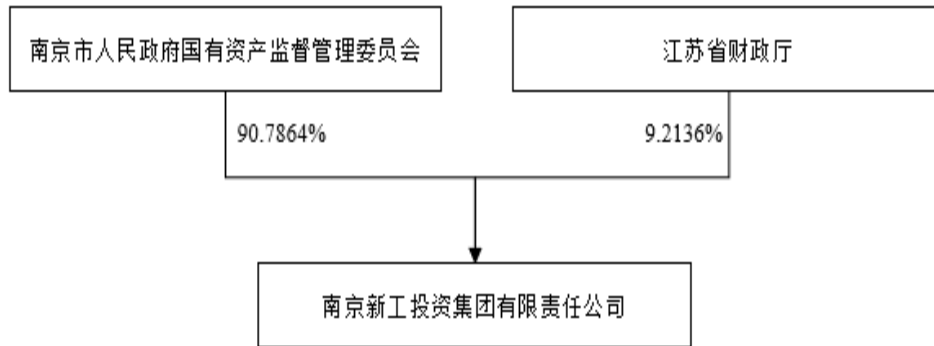 南京市人民政府国有资产监督管理委员会
江苏省财政厅
90.7864%
9.2136%
南京新工投资集团有限责任公司